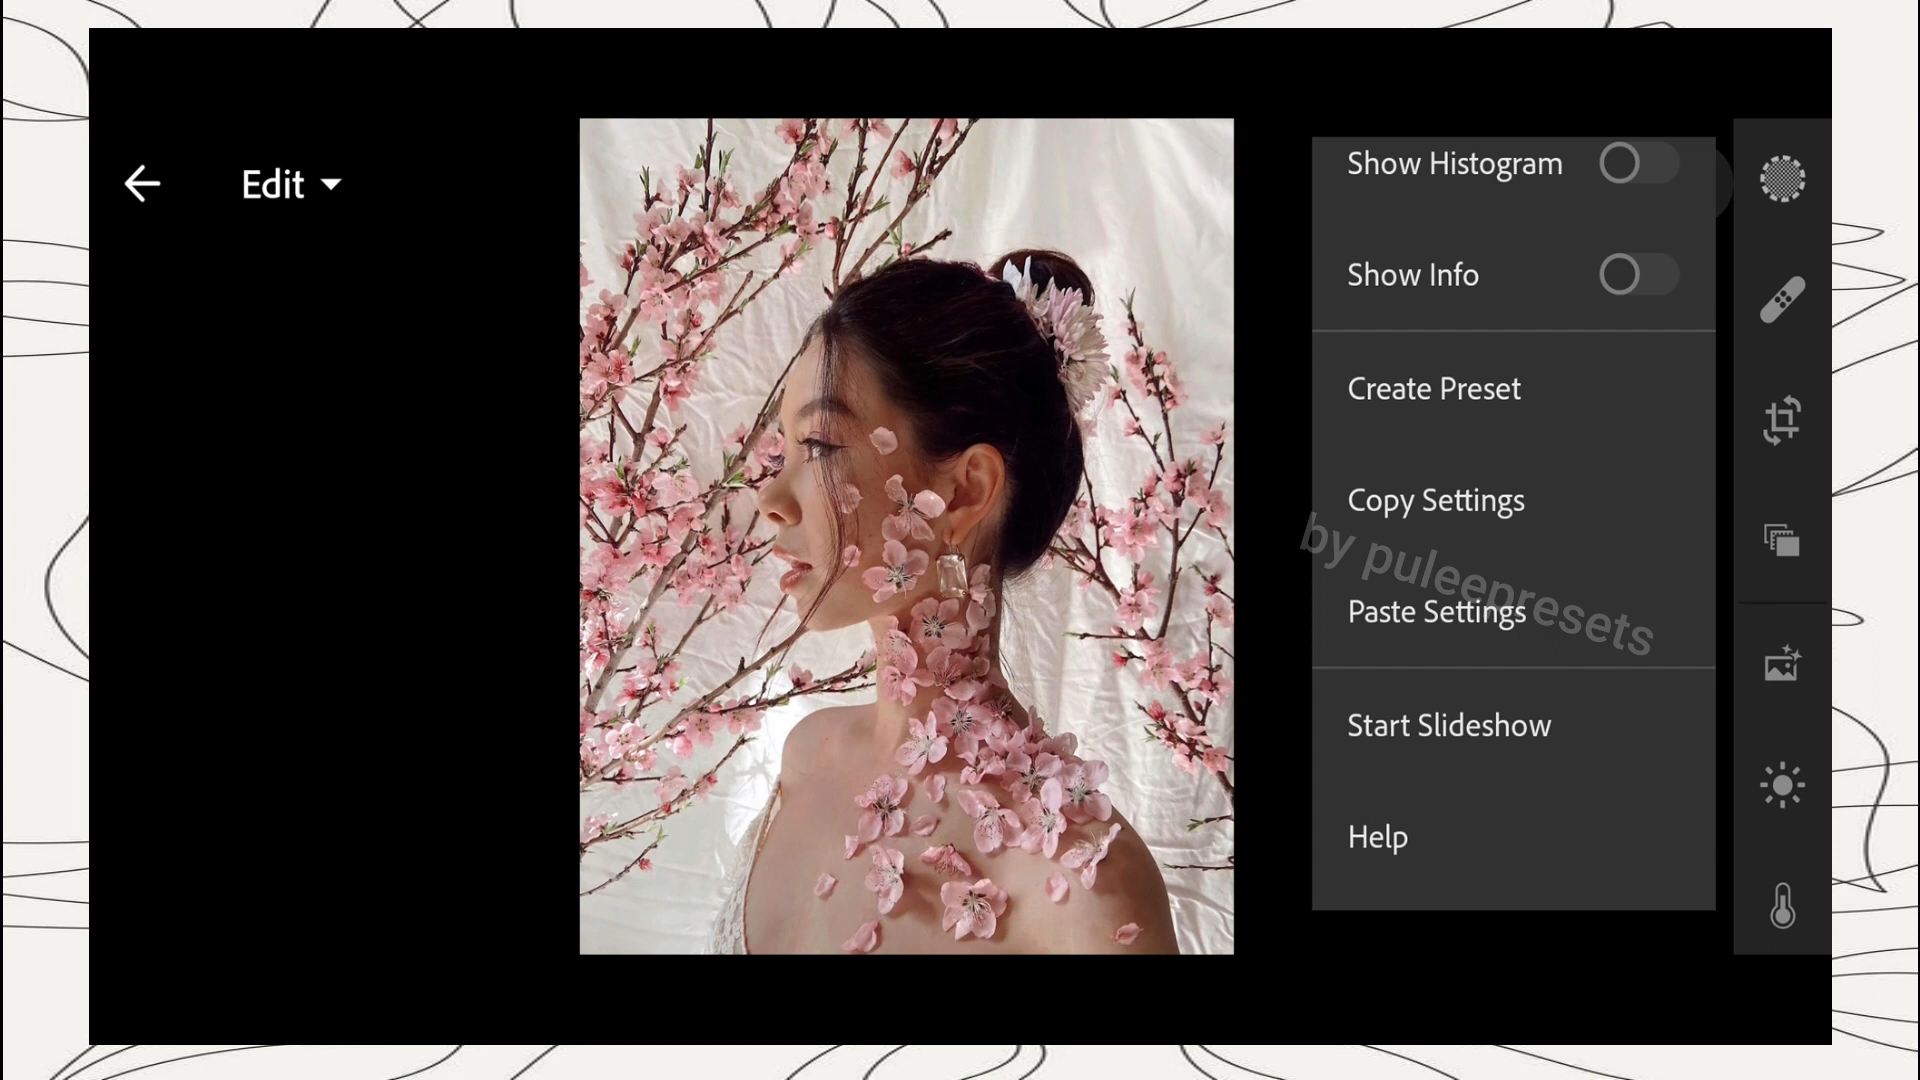 Edit
Show Histogram
Show Info
Create Preset
Copy Settings
by puleepresets
Paste Settings
Start Slideshow
Help